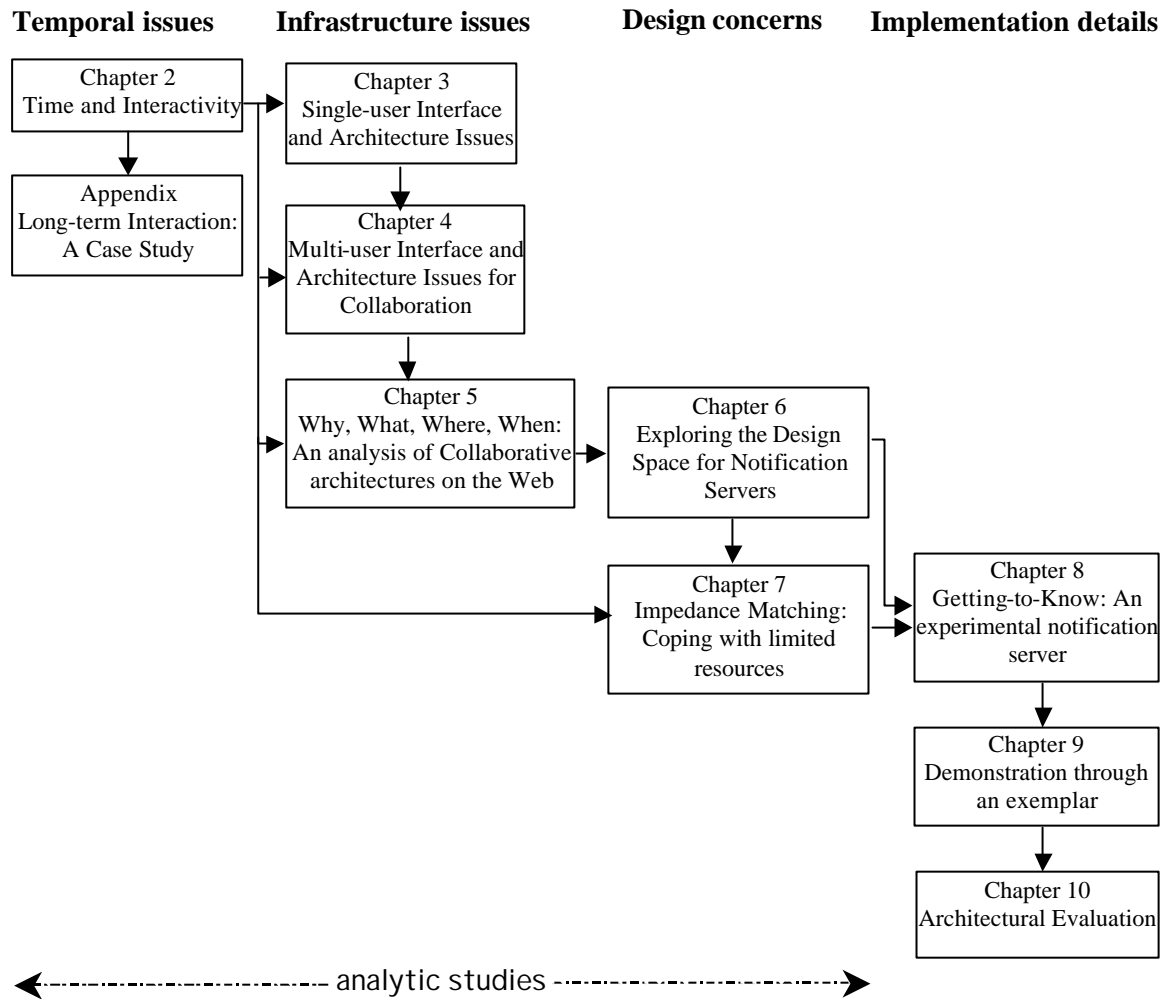 Temporal issues
Infrastructure issues
Design concerns
Implementation details
Chapter 2
Time and Interactivity
Appendix
Long-term Interaction:
A Case Study
Chapter 3
Single-user Interface
and Architecture Issues
Chapter 4
Multi-user Interface and
Architecture Issues for
Collaboration
Chapter 5
Why, What, Where, When:
An analysis of Collaborative
architectures on the Web
Chapter 6
Exploring the Design
Space for Notification
Servers
Chapter 7
Impedance Matching:
Coping with limited
resources
Chapter 8
Getting-to-Know: An
experimental notification
server
Chapter 9
Demonstration through
an exemplar
Chapter 10
Architectural Evaluation
analytic studies